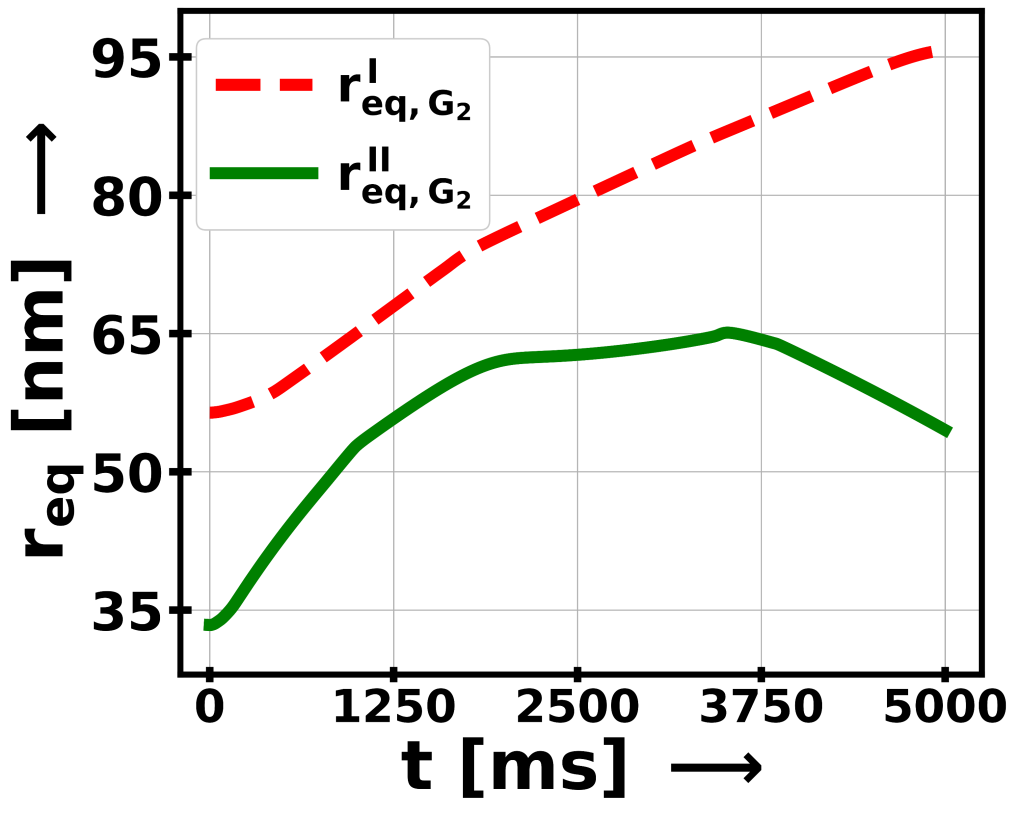 95
80
65
50
35
r_eq [nm] ⟶
r^I_eq, G₂
r^II_eq, G₂
0 1250 2500 3750 5000
t [ms] ⟶